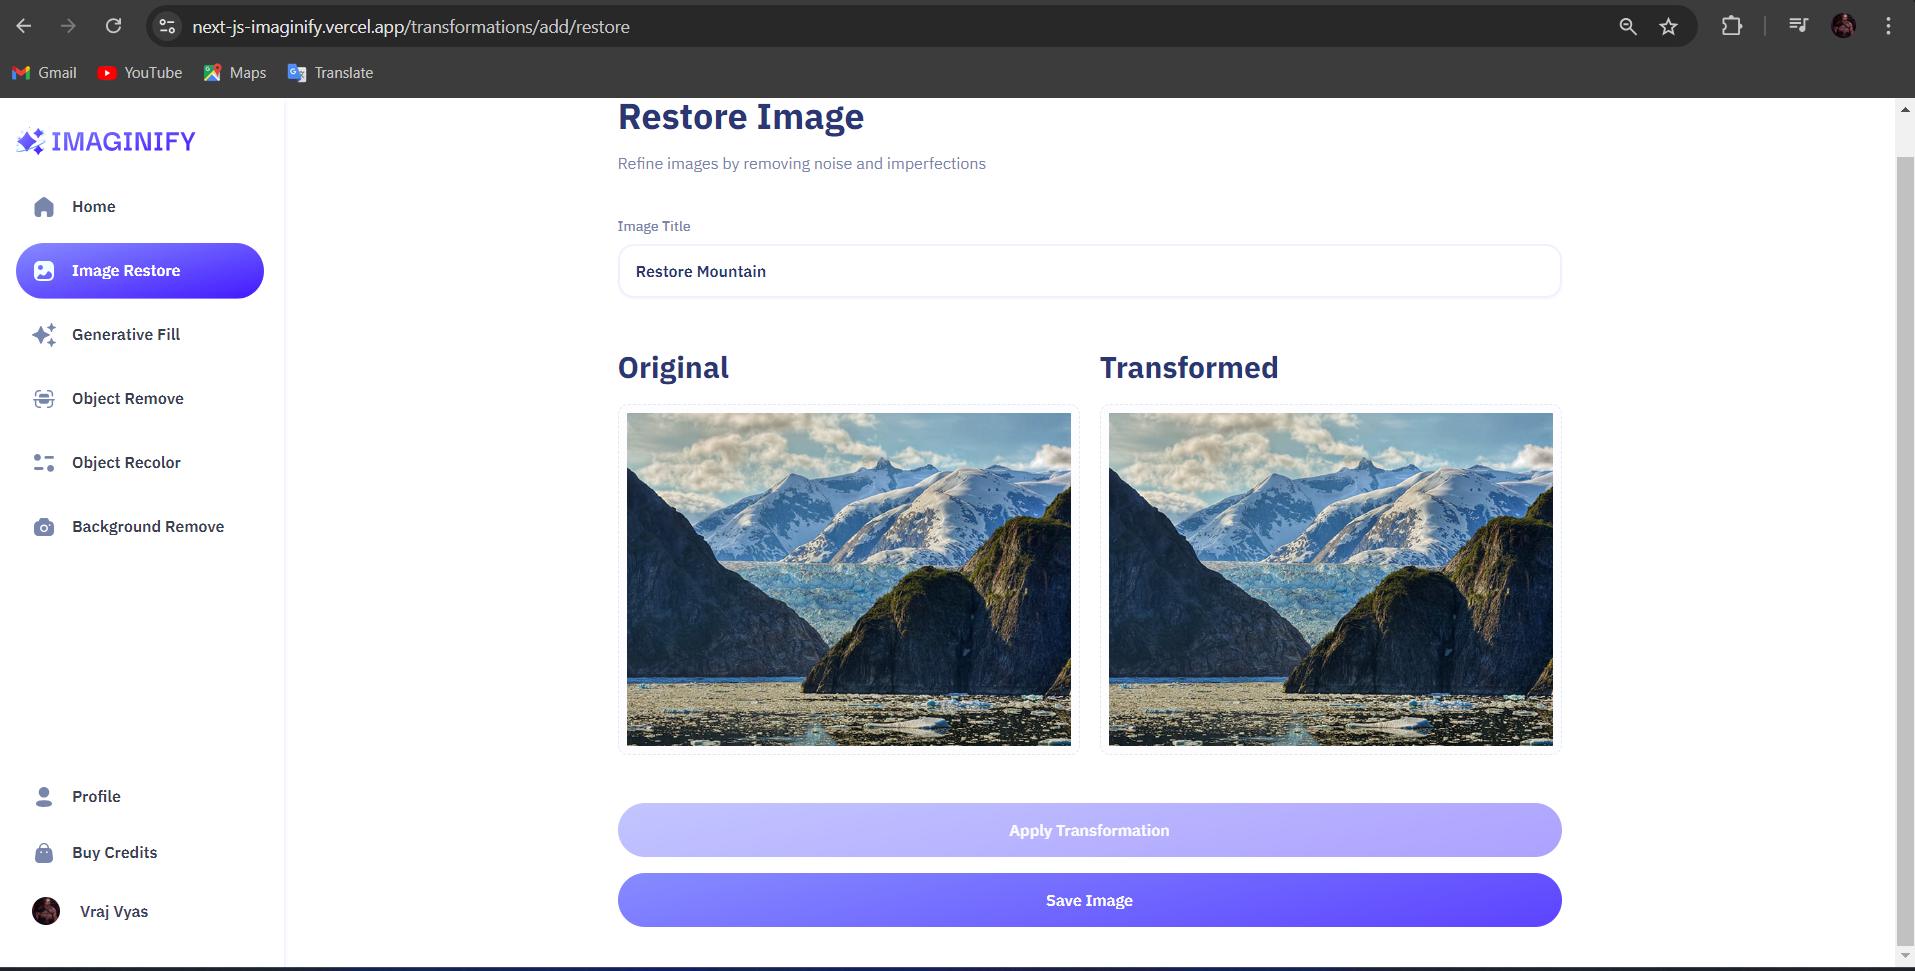 next-js-imaginify.vercel.app/transformations/add/restore
Gmail
YouTube
Maps
Translate
IMAGINIFY
Home
Image Restore
Generative Fill
Object Remove
Object Recolor
Background Remove
Profile
Buy Credits
Vraj Vyas
Restore Image
Refine images by removing noise and imperfections
Image Title
Restore Mountain
Original
Transformed
Apply Transformation
Save Image